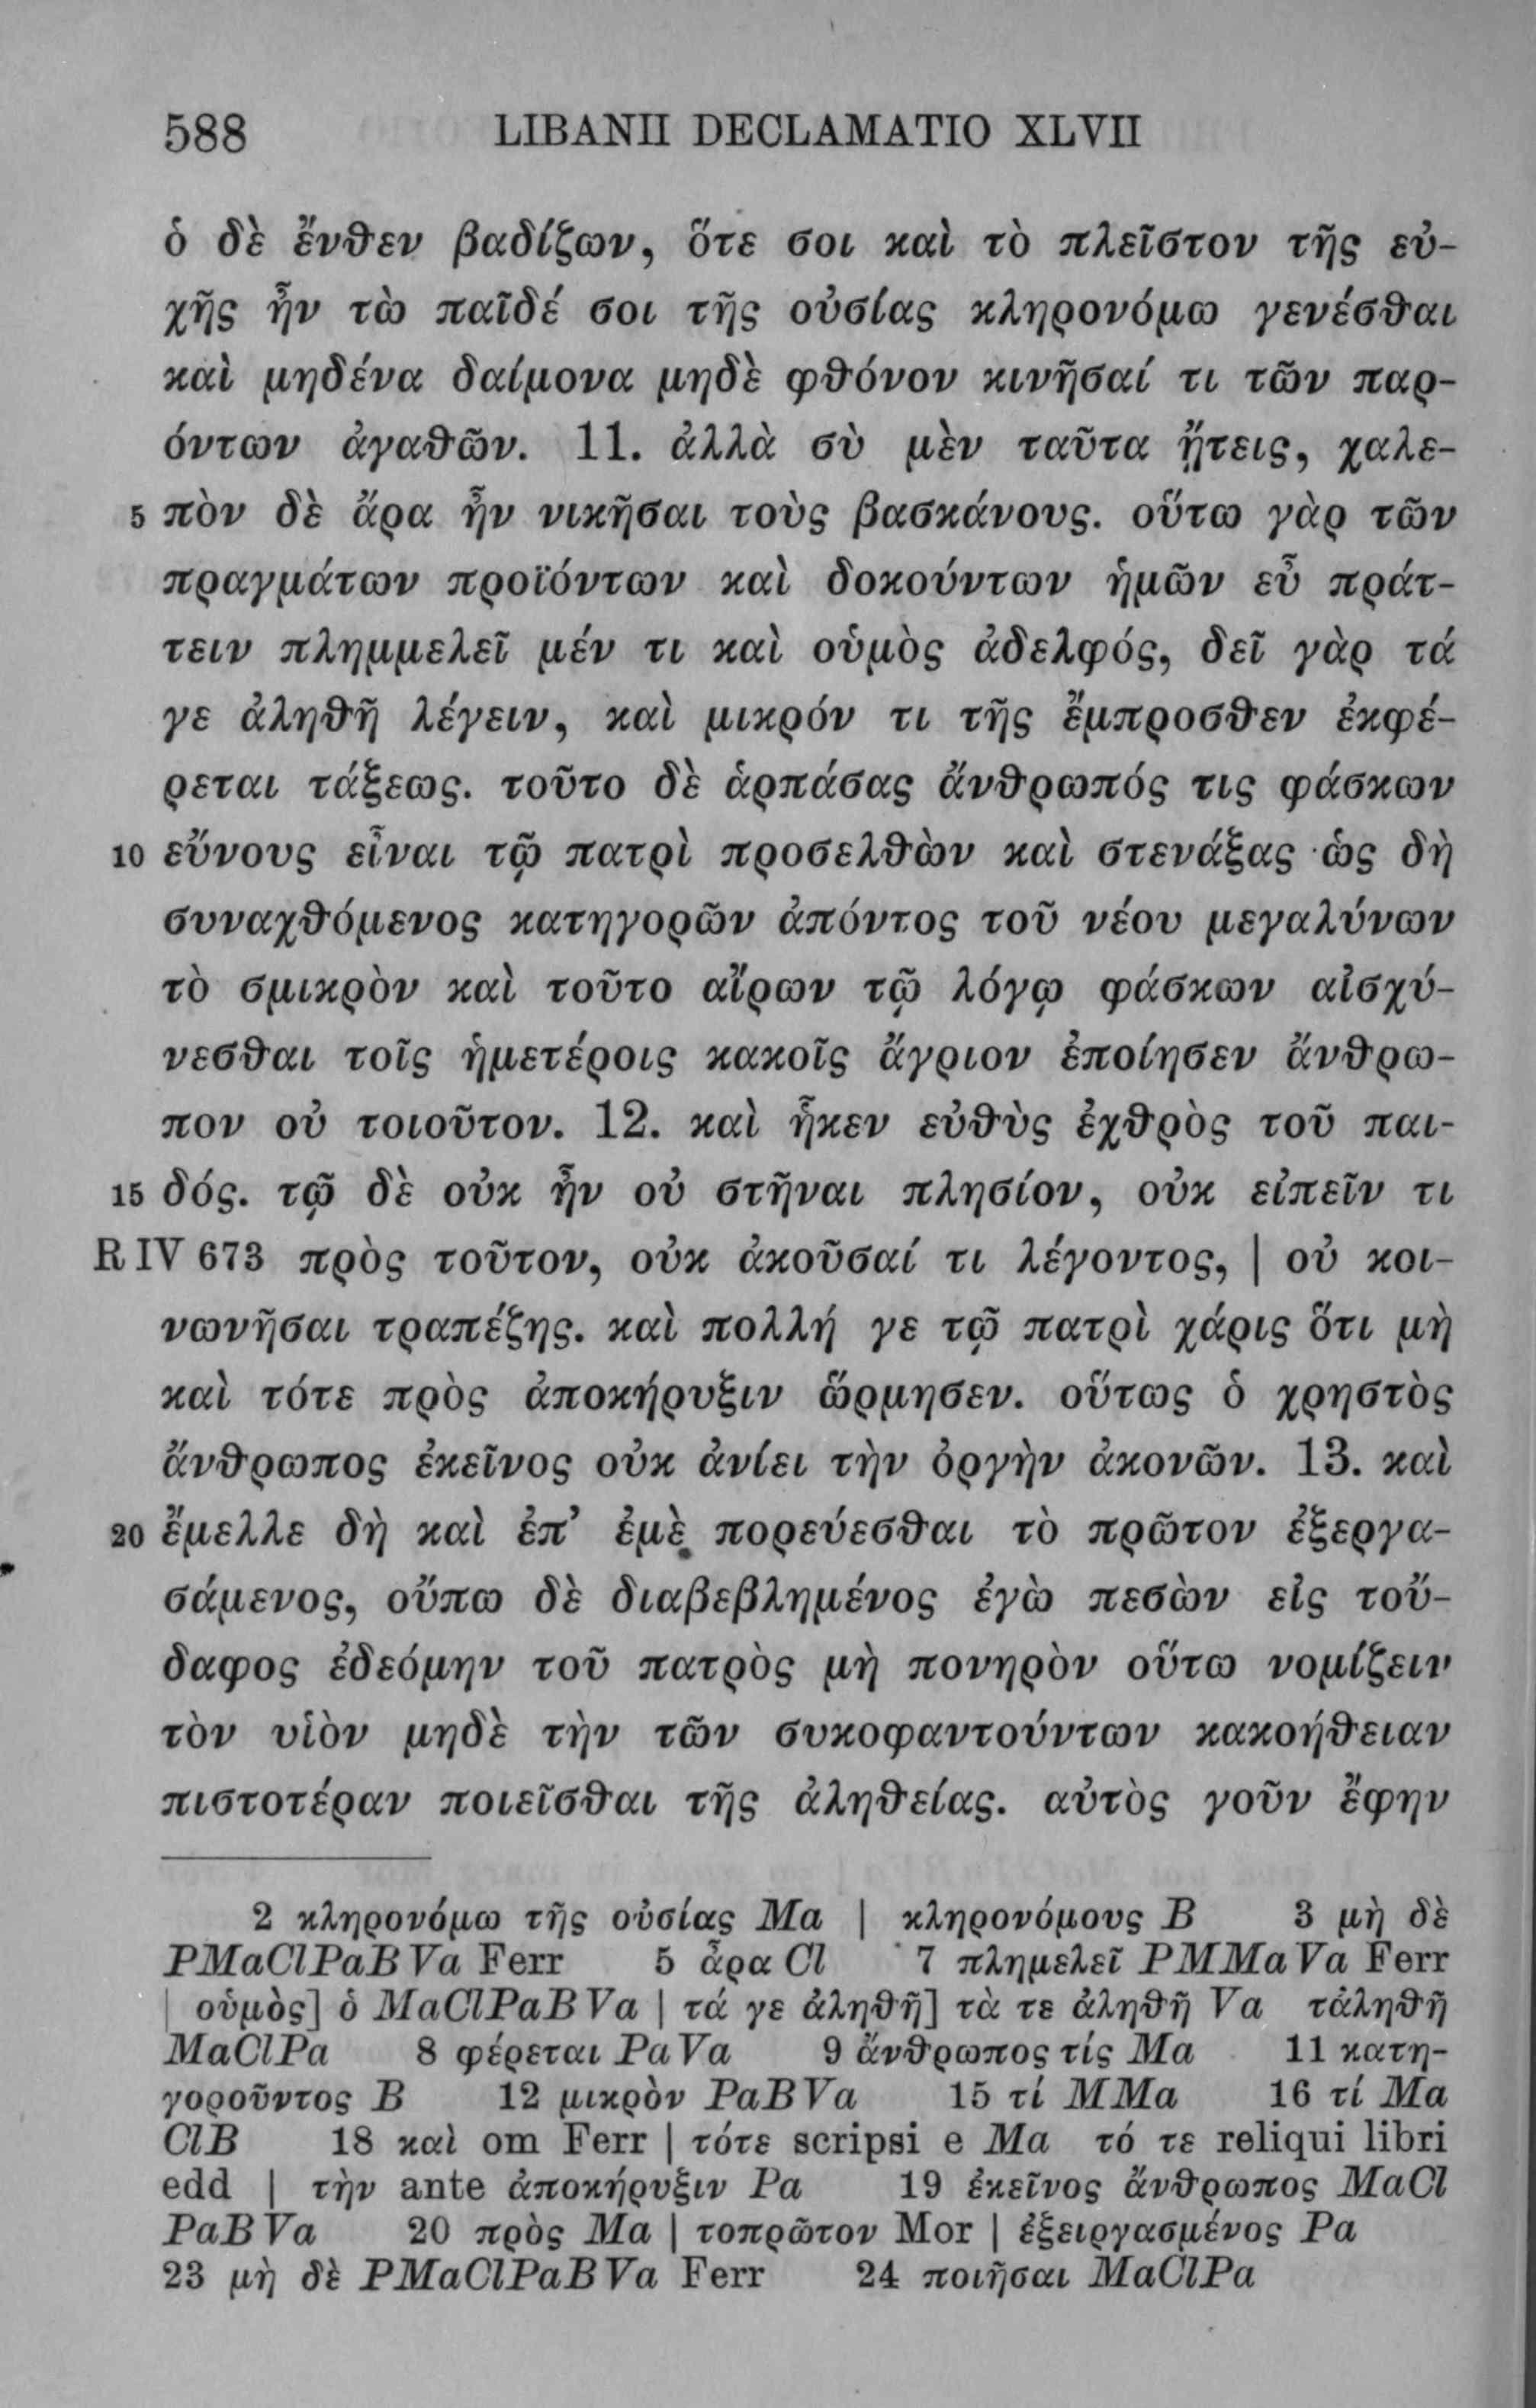 588 LIBANII DECLAMATIO XLVII
ὁ δὲ ἔνθεν βαδίζων, ὅτε σοι καὶ τὸ πλεῖστον τῆς εὐ-
χῆς ἦν τὼ παῖδέ σοι τῆς οὐσίας κληρονόμω γενέσθαι
καὶ μηδένα δαίμονα μηδὲ φθόνον κινῆσαί τι τῶν παρ-
όντων ἀγαθῶν. 11. ἀλλὰ σὺ μὲν ταῦτα ᾔτεις, χαλε-
5 πὸν δὲ ἄρα ἦν νικῆσαι τοὺς βασκάνους. οὕτω γὰρ τῶν
πραγμάτων προϊόντων καὶ δοκούντων ἡμῶν εὖ πράτ-
τειν πλημμελεῖ μέν τι καὶ οὑμὸς ἀδελφός, δεῖ γὰρ τά
γε ἀληθῆ λέγειν, καὶ μικρόν τι τῆς ἔμπροσθεν ἐκφέ-
ρεται τάξεως. τοῦτο δὲ ἁρπάσας ἄνθρωπός τις φάσκων
10 εὔνους εἶναι τῷ πατρὶ προσελθὼν καὶ στενάξας ὡς δὴ
συναχθόμενος κατηγορῶν ἀπόντος τοῦ νέου μεγαλύνων
τὸ σμικρὸν καὶ τοῦτο αἴρων τῷ λόγῳ φάσκων αἰσχύ-
νεσθαι τοῖς ἡμετέροις κακοῖς ἄγριον ἐποίησεν ἄνθρω-
πον οὐ τοιοῦτον. 12. καὶ ἧκεν εὐθὺς ἐχθρὸς τοῦ παι-
15 δός. τῷ δὲ οὐκ ἦν οὐ στῆναι πλησίον, οὐκ εἰπεῖν τι
R IV 673 πρὸς τοῦτον, οὐκ ἀκοῦσαί τι λέγοντος, | οὐ κοι-
νωνῆσαι τραπέζης. καὶ πολλή γε τῷ πατρὶ χάρις ὅτι μὴ
καὶ τότε πρὸς ἀποκήρυξιν ὥρμησεν. οὕτως ὁ χρηστὸς
ἄνθρωπος ἐκεῖνος οὐκ ἀνίει τὴν ὀργὴν ἀκονῶν. 13. καὶ
20 ἔμελλε δὴ καὶ ἐπ’ ἐμὲ πορεύεσθαι τὸ πρῶτον ἐξεργα-
σάμενος, οὔπω δὲ διαβεβλημένος ἐγὼ πεσὼν εἰς τοὔ-
δαφος ἐδεόμην τοῦ πατρὸς μὴ πονηρὸν οὕτω νομίζειν
τὸν υἱὸν μηδὲ τὴν τῶν συκοφαντούντων κακοήθειαν
πιστοτέραν ποιεῖσθαι τῆς ἀληθείας. αὐτὸς γοῦν ἔφην
2 κληρονόμω τῆς οὐσίας Ma | κληρονόμους B 3 μὴ δὲ
PMaClPaBVa Ferr 5 ἆρα Cl 7 πλημελεῖ PMMaVa Ferr
| οὑμὸς] ὁ MaClPaBVa | τά γε ἀληθῆ] τὰ τε ἀληθῆ Va τἀληθῆ
MaClPa 8 φέρεται PaVa 9 ἄνθρωπος τίς Ma 11 κατη-
γοροῦντος B 12 μικρὸν PaBVa 15 τί MMa 16 τί Ma
ClB 18 καὶ om Ferr | τότε scripsi e Ma τό τε reliqui libri
edd | τὴν ante ἀποκήρυξιν Pa 19 ἐκεῖνος ἄνθρωπος MaCl
PaBVa 20 πρὸς Ma | τοπρῶτον Mor | ἐξειργασμένος Pa
23 μὴ δὲ PMaClPaBVa Ferr 24 ποιῆσαι MaClPa